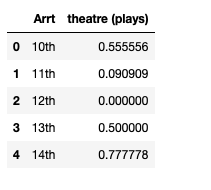 Arrt theatre (plays)
0 10th 0.555556
1 11th 0.090909
2 12th 0.000000
3 13th 0.500000
4 14th 0.777778